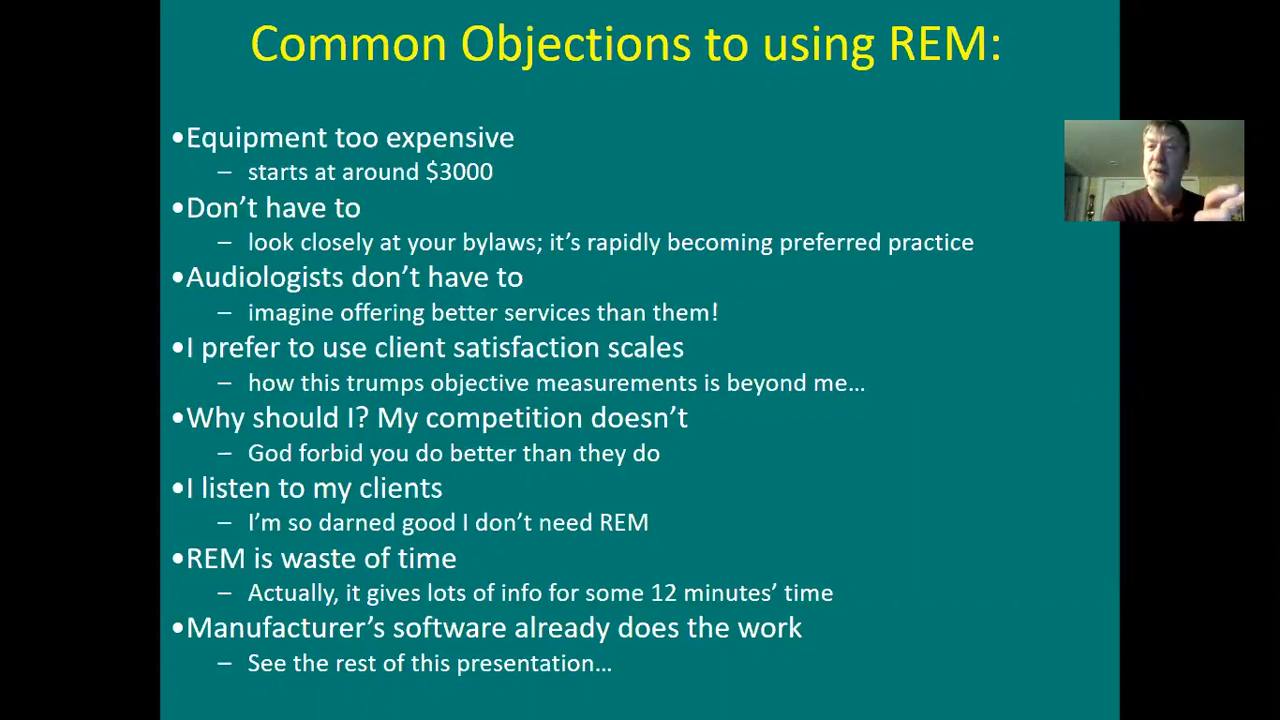 Common Objections to using REM:
•Equipment too expensive
– starts at around $3000
•Don't have to
– look closely at your bylaws; it's rapidly becoming preferred practice
•Audiologists don't have to
– imagine offering better services than them!
•I prefer to use client satisfaction scales
– how this trumps objective measurements is beyond me…
•Why should I? My competition doesn't
– God forbid you do better than they do
•I listen to my clients
– I'm so darned good I don't need REM
•REM is waste of time
– Actually, it gives lots of info for some 12 minutes' time
•Manufacturer's software already does the work
– See the rest of this presentation…